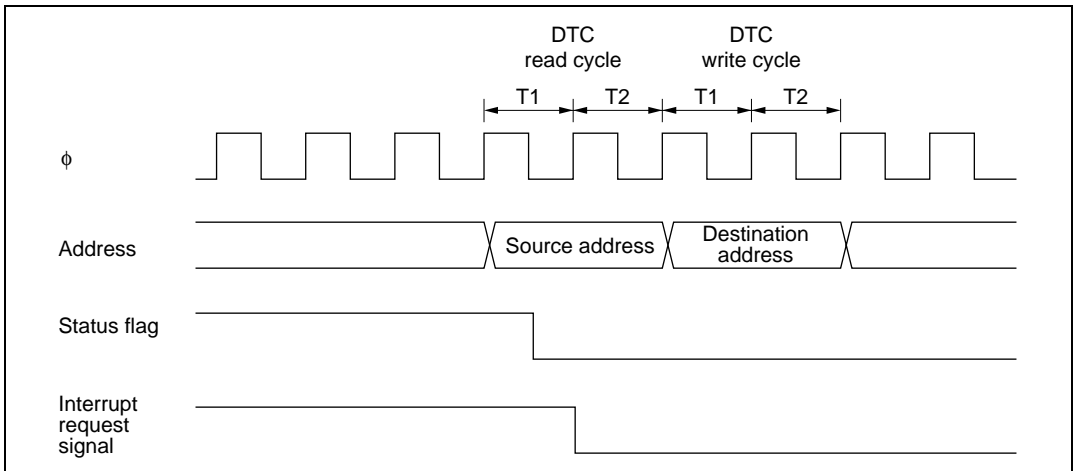 DTC
read cycle
DTC
write cycle
T1
T2
T1
T2
ϕ
Address
Source address
Destination
address
Status flag
Interrupt
request
signal